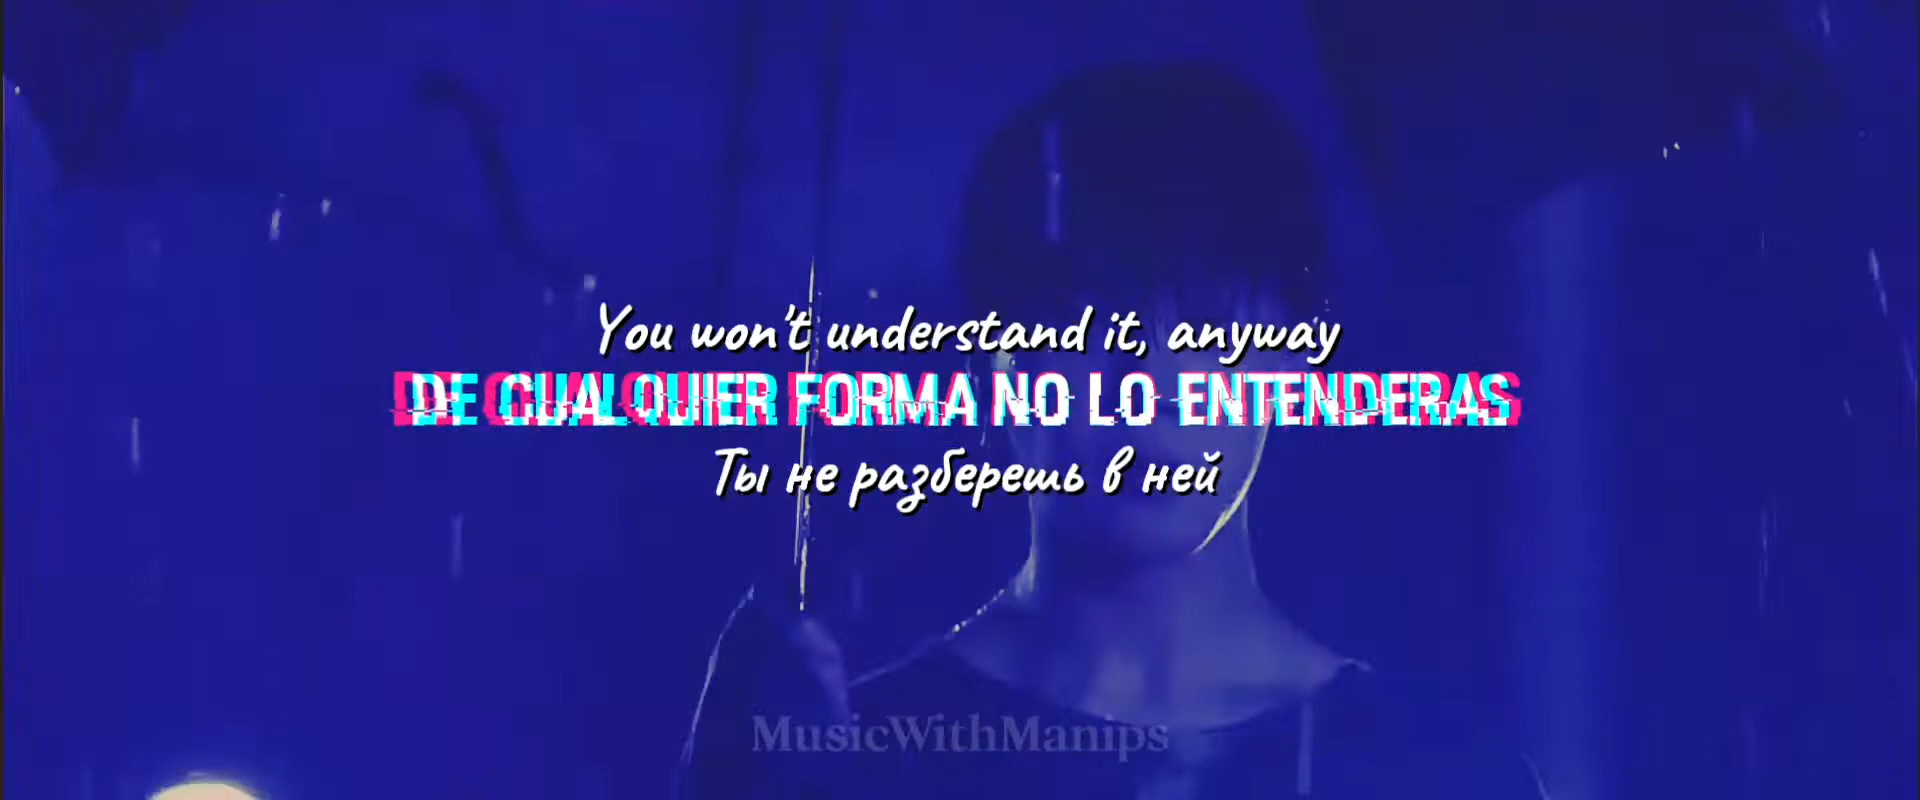 You won't understand it, anyway
DE CUALQUIER FORMA NO LO ENTENDERAS
Ты не разберешь в ней
MusicWithManips